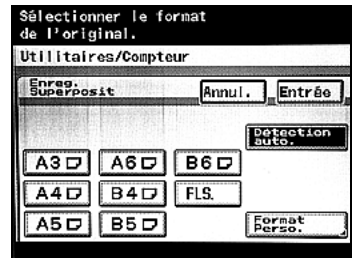 Sélectionner le format
de l'original.
Utilitaires/Compteur
Enreg.
Superposit
Annul.
Entrée
Détection
auto.
A3
A6
B6
A4
B4
FLS.
A5
B5
Format
Perso.